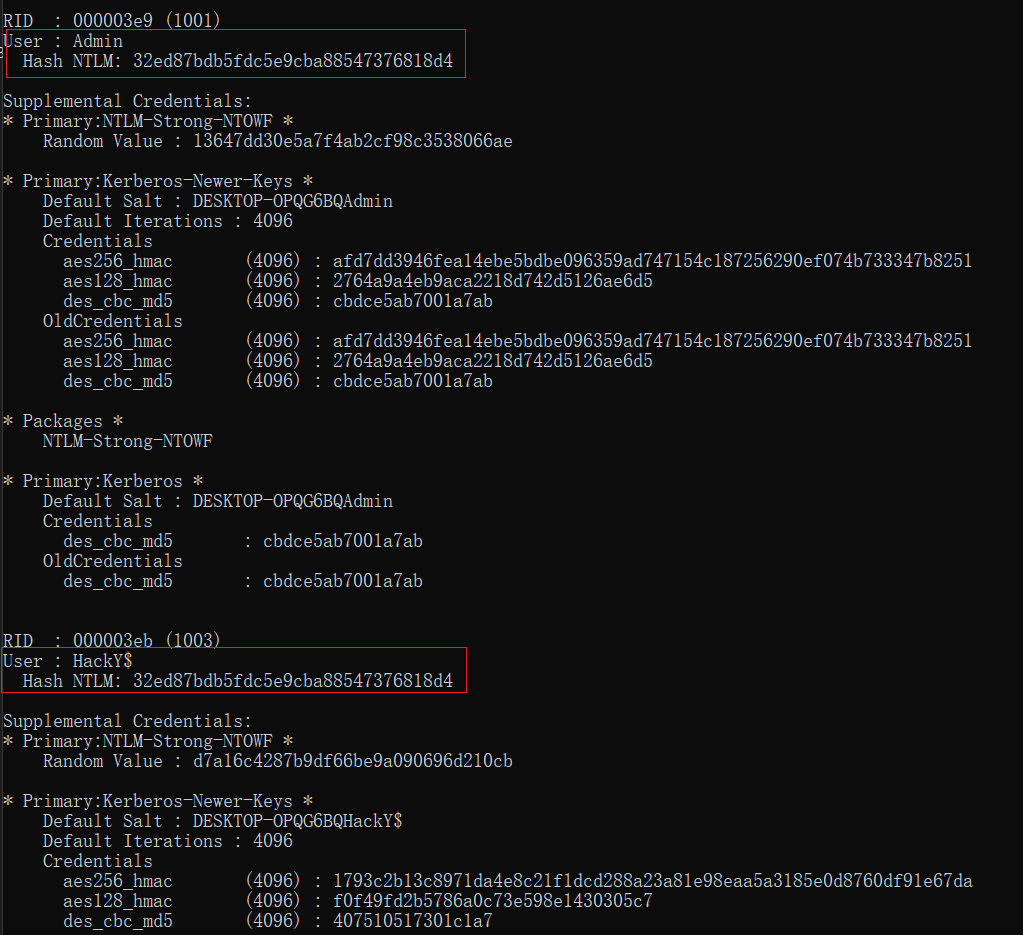 RID  : 000003e9 (1001)
User : Admin
  Hash NTLM: 32ed87bdb5fdc5e9cba88547376818d4
Supplemental Credentials:
* Primary:NTLM-Strong-NTOWF *
    Random Value : 13647dd30e5a7f4ab2cf98c3538066ae
* Primary:Kerberos-Newer-Keys *
    Default Salt : DESKTOP-OPQG6BQAdmin
    Default Iterations : 4096
    Credentials
      aes256_hmac       (4096) : afd7dd3946fea14ebe5bdbe096359ad747154c187256290ef074b733347b8251
      aes128_hmac       (4096) : 2764a9a4eb9aca2218d742d5126ae6d5
      des_cbc_md5       (4096) : cbdce5ab7001a7ab
    OldCredentials
      aes256_hmac       (4096) : afd7dd3946fea14ebe5bdbe096359ad747154c187256290ef074b733347b8251
      aes128_hmac       (4096) : 2764a9a4eb9aca2218d742d5126ae6d5
      des_cbc_md5       (4096) : cbdce5ab7001a7ab
* Packages *
    NTLM-Strong-NTOWF
* Primary:Kerberos *
    Default Salt : DESKTOP-OPQG6BQAdmin
    Credentials
      des_cbc_md5       : cbdce5ab7001a7ab
    OldCredentials
      des_cbc_md5       : cbdce5ab7001a7ab
RID  : 000003eb (1003)
User : HackY$
  Hash NTLM: 32ed87bdb5fdc5e9cba88547376818d4
Supplemental Credentials:
* Primary:NTLM-Strong-NTOWF *
    Random Value : d7a16c4287b9df66be9a090696d210cb
* Primary:Kerberos-Newer-Keys *
    Default Salt : DESKTOP-OPQG6BQHackY$
    Default Iterations : 4096
    Credentials
      aes256_hmac       (4096) : 1793c2b13c8971da4e8c21f1dcd288a23a81e98eaa5a3185e0d8760df91e67da
      aes128_hmac       (4096) : f0f49fd2b5786a0c73e598e1430305c7
      des_cbc_md5       (4096) : 407510517301c1a7